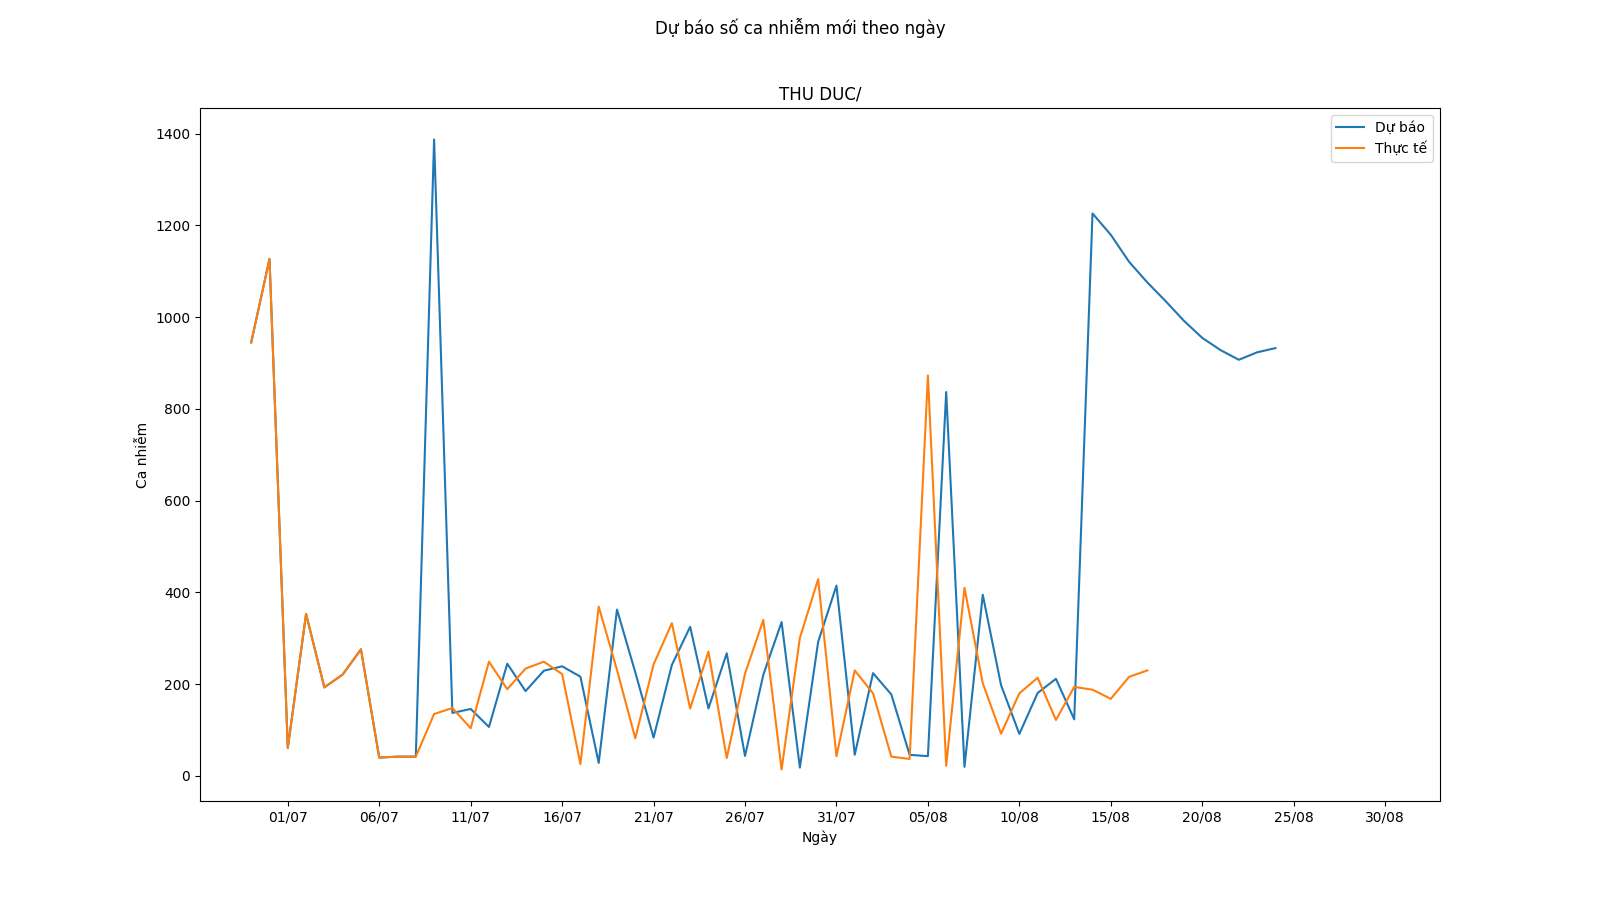 Dự báo số ca nhiễm mới theo ngày
THU DUC/
Dự báo
Thực tế
1400
1200
1000
800
600
400
200
0
Ca nhiễm
01/07 06/07 11/07 16/07 21/07 26/07 31/07 05/08 10/08 15/08 20/08 25/08 30/08
Ngày